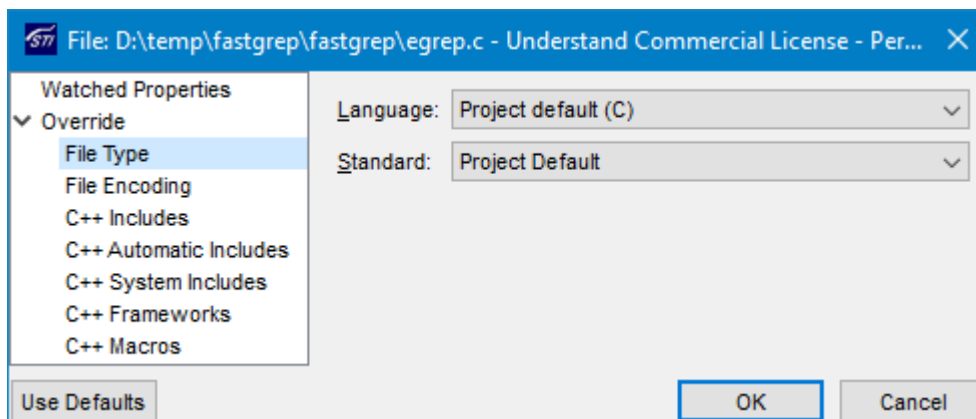 STI File: D:\temp\fastgrep\fastgrep\egrep.c - Understand Commercial License - Per...
Watched Properties
Override
File Type
File Encoding
C++ Includes
C++ Automatic Includes
C++ System Includes
C++ Frameworks
C++ Macros
Language: Project default (C)
Standard: Project Default
Use Defaults OK Cancel